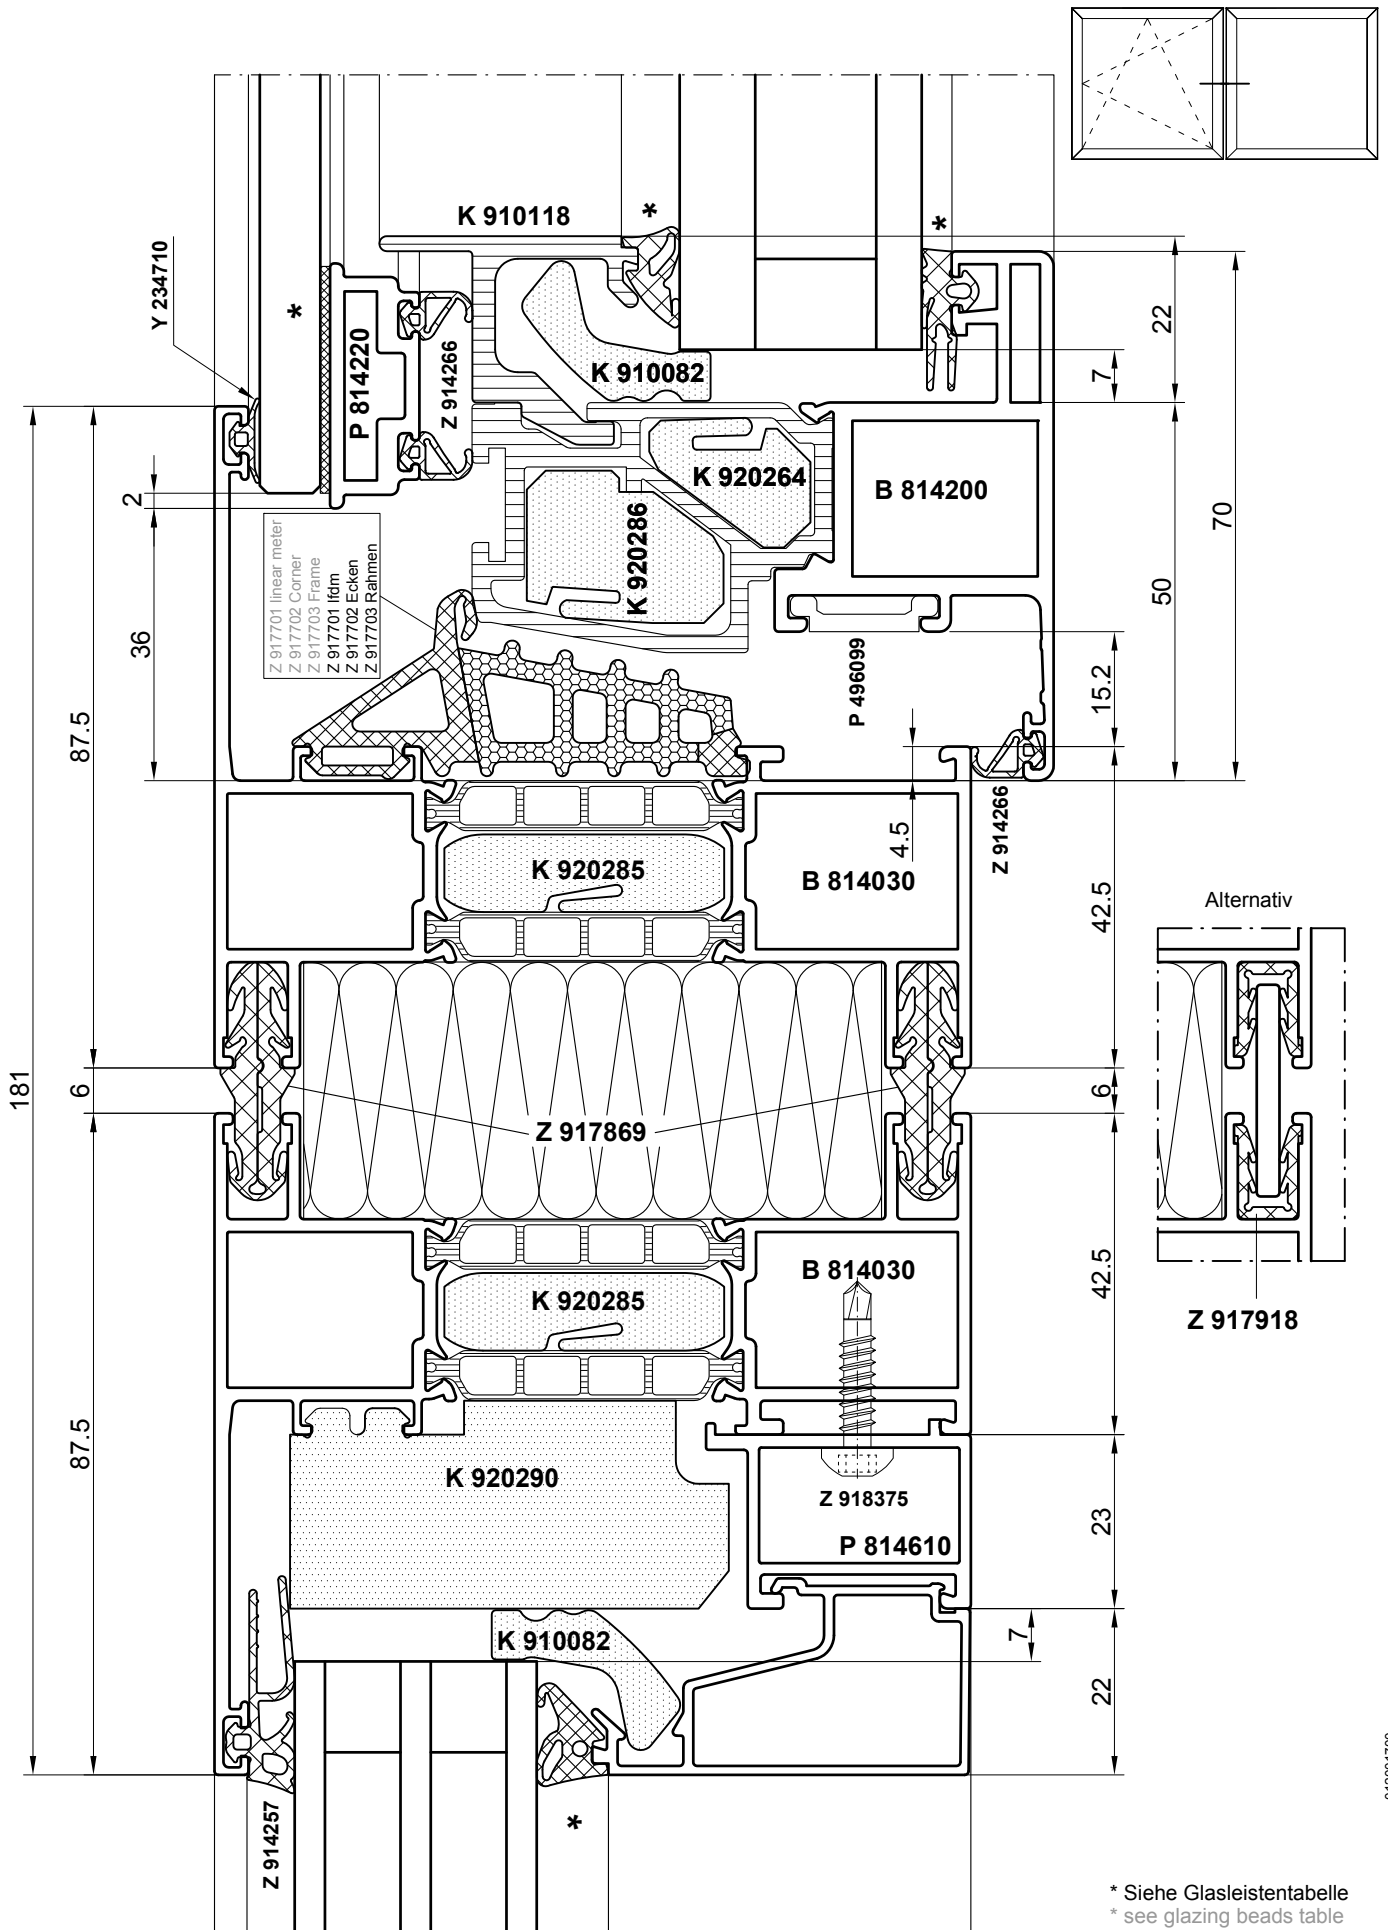 K 910118
*
*
Y 234710
*
P 814220
Z 914266
K 910082
22
7
K 920264
B 814200
K 920286
70
50
2
36
Z 917701 linear meter
Z 917702 Corner
Z 917703 Frame
Z 917701 lfdm
Z 917702 Ecken
Z 917703 Rahmen
P 496099
15.2
87.5
4.5
Z 914266
K 920285
B 814030
42.5
Alternativ
181
6
6
Z 917869
B 814030
K 920285
42.5
Z 917918
87.5
K 920290
Z 918375
P 814610
23
K 910082
7
22
Z 914257
*
* Siehe Glasleistentabelle
* see glazing beads table